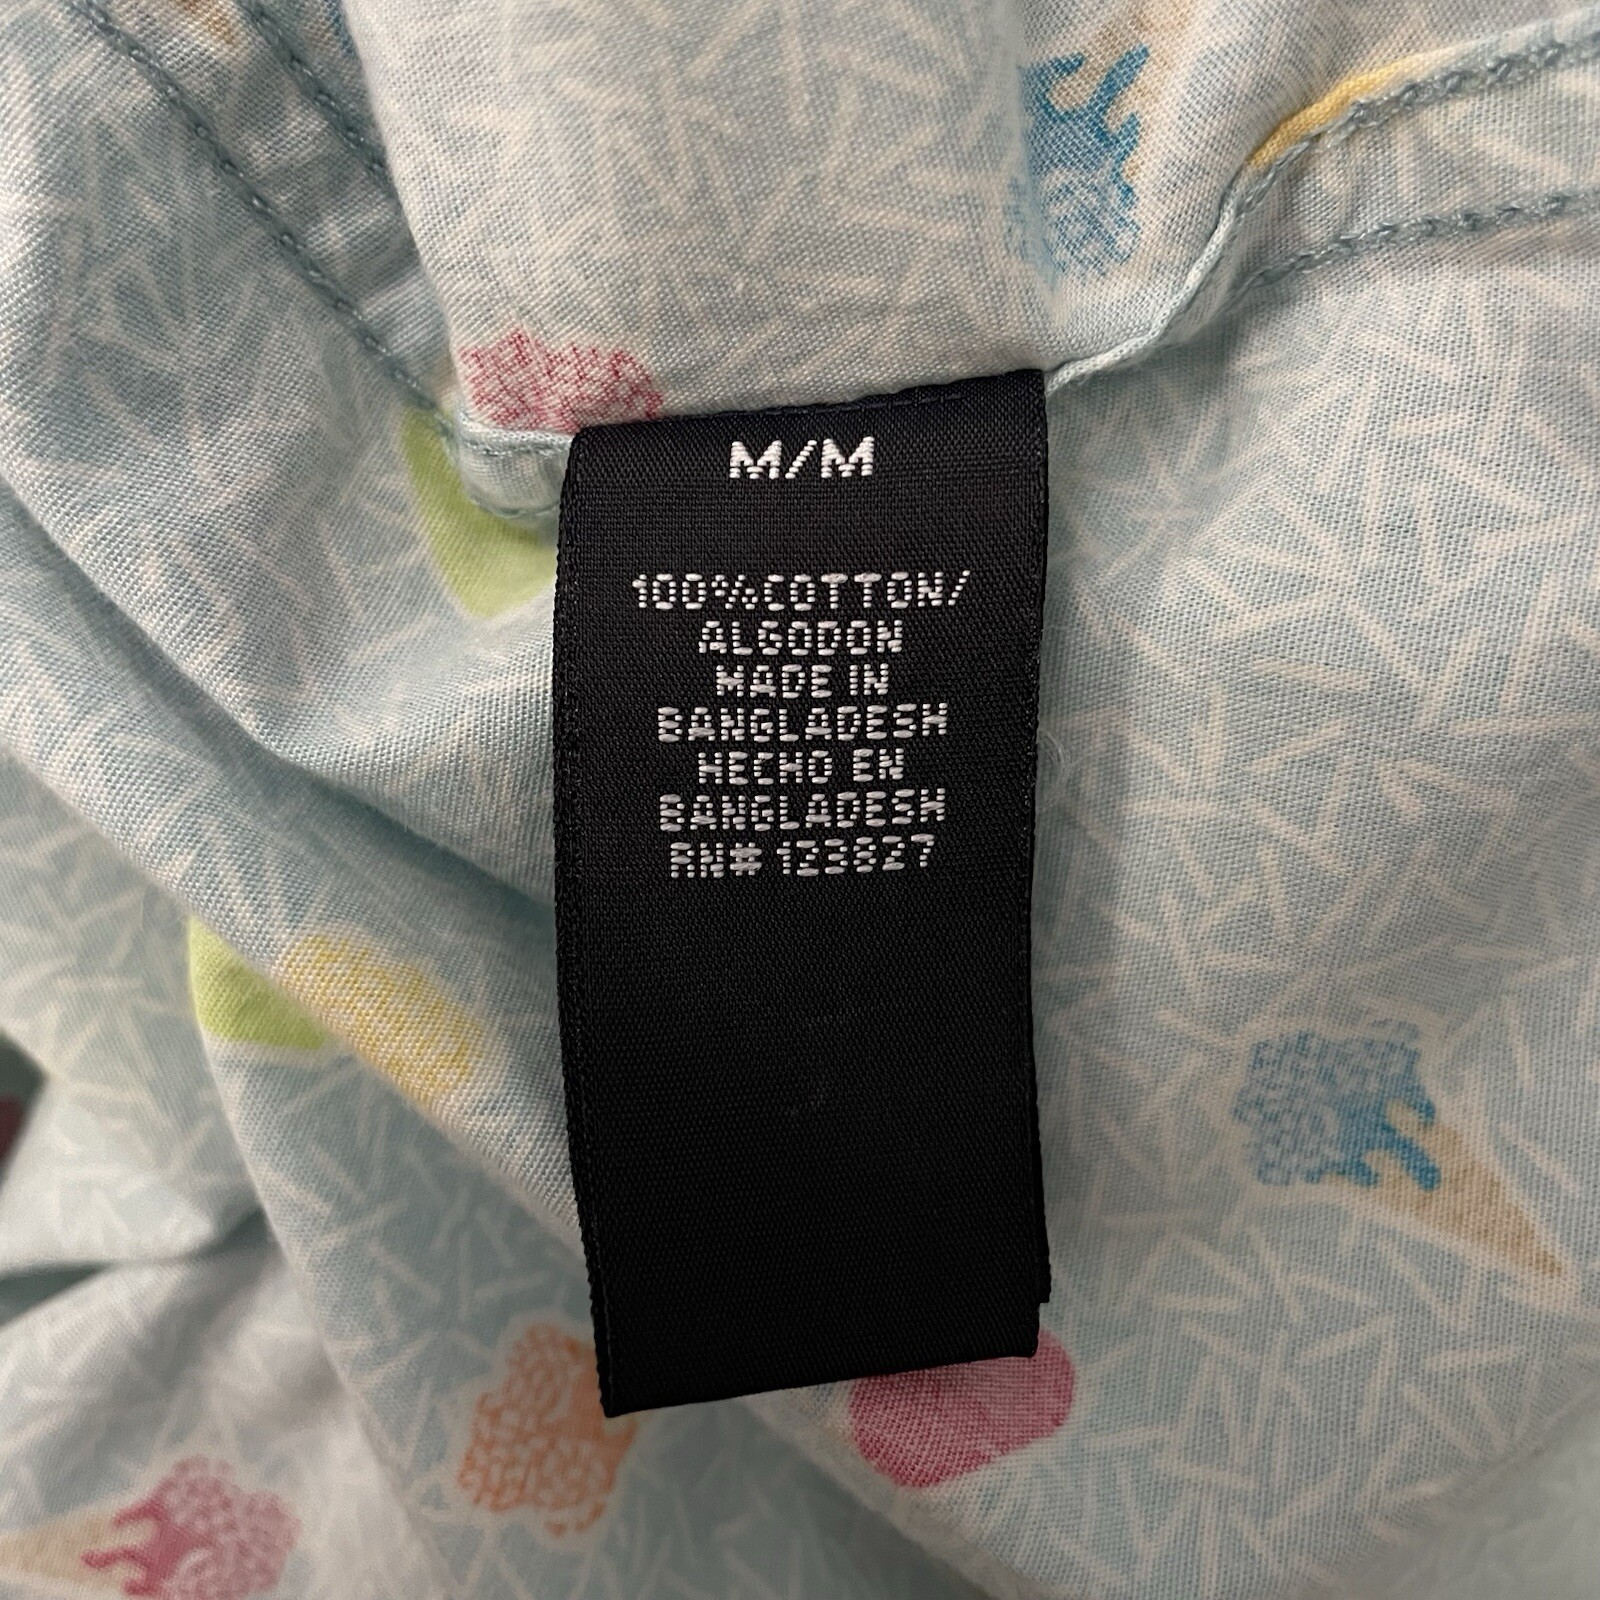 M/M
100%COTTON/
ALGODON
MADE IN
BANGLADESH
HECHO EN
BANGLADESH
RN# 123827